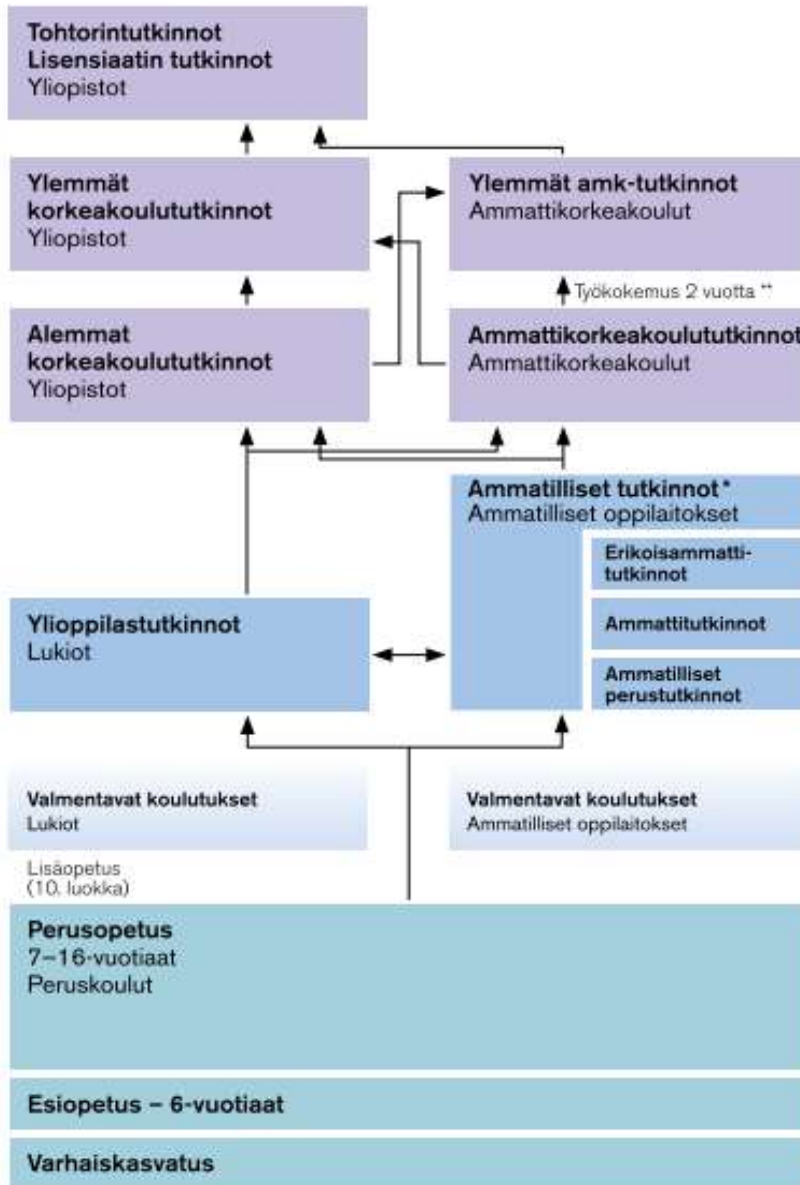 Tohtorintutkinnot
Lisensiaatin tutkinnot
Yliopistot
Ylemmät
korkeakoulututkinnot
Yliopistot
Ylemmät amk-tutkinnot
Ammattikorkeakoulut
Työkokemus 2 vuotta **
Alemmat
korkeakoulututkinnot
Yliopistot
Ammattikorkeakoulututkinnot
Ammattikorkeakoulut
Ammatilliset tutkinnot *
Ammatilliset oppilaitokset
Erikoisammatti-
tutkinnot
Ammattitutkinnot
Ammatilliset
perustutkinnot
Ylioppilastutkinnot
Lukiot
Valmentavat koulutukset
Lukiot
Valmentavat koulutukset
Ammatilliset oppilaitokset
Lisäopetus
(10. luokka)
Perusopetus
7–16-vuotiaat
Peruskoulut
Esiopetus – 6-vuotiaat
Varhaiskasvatus